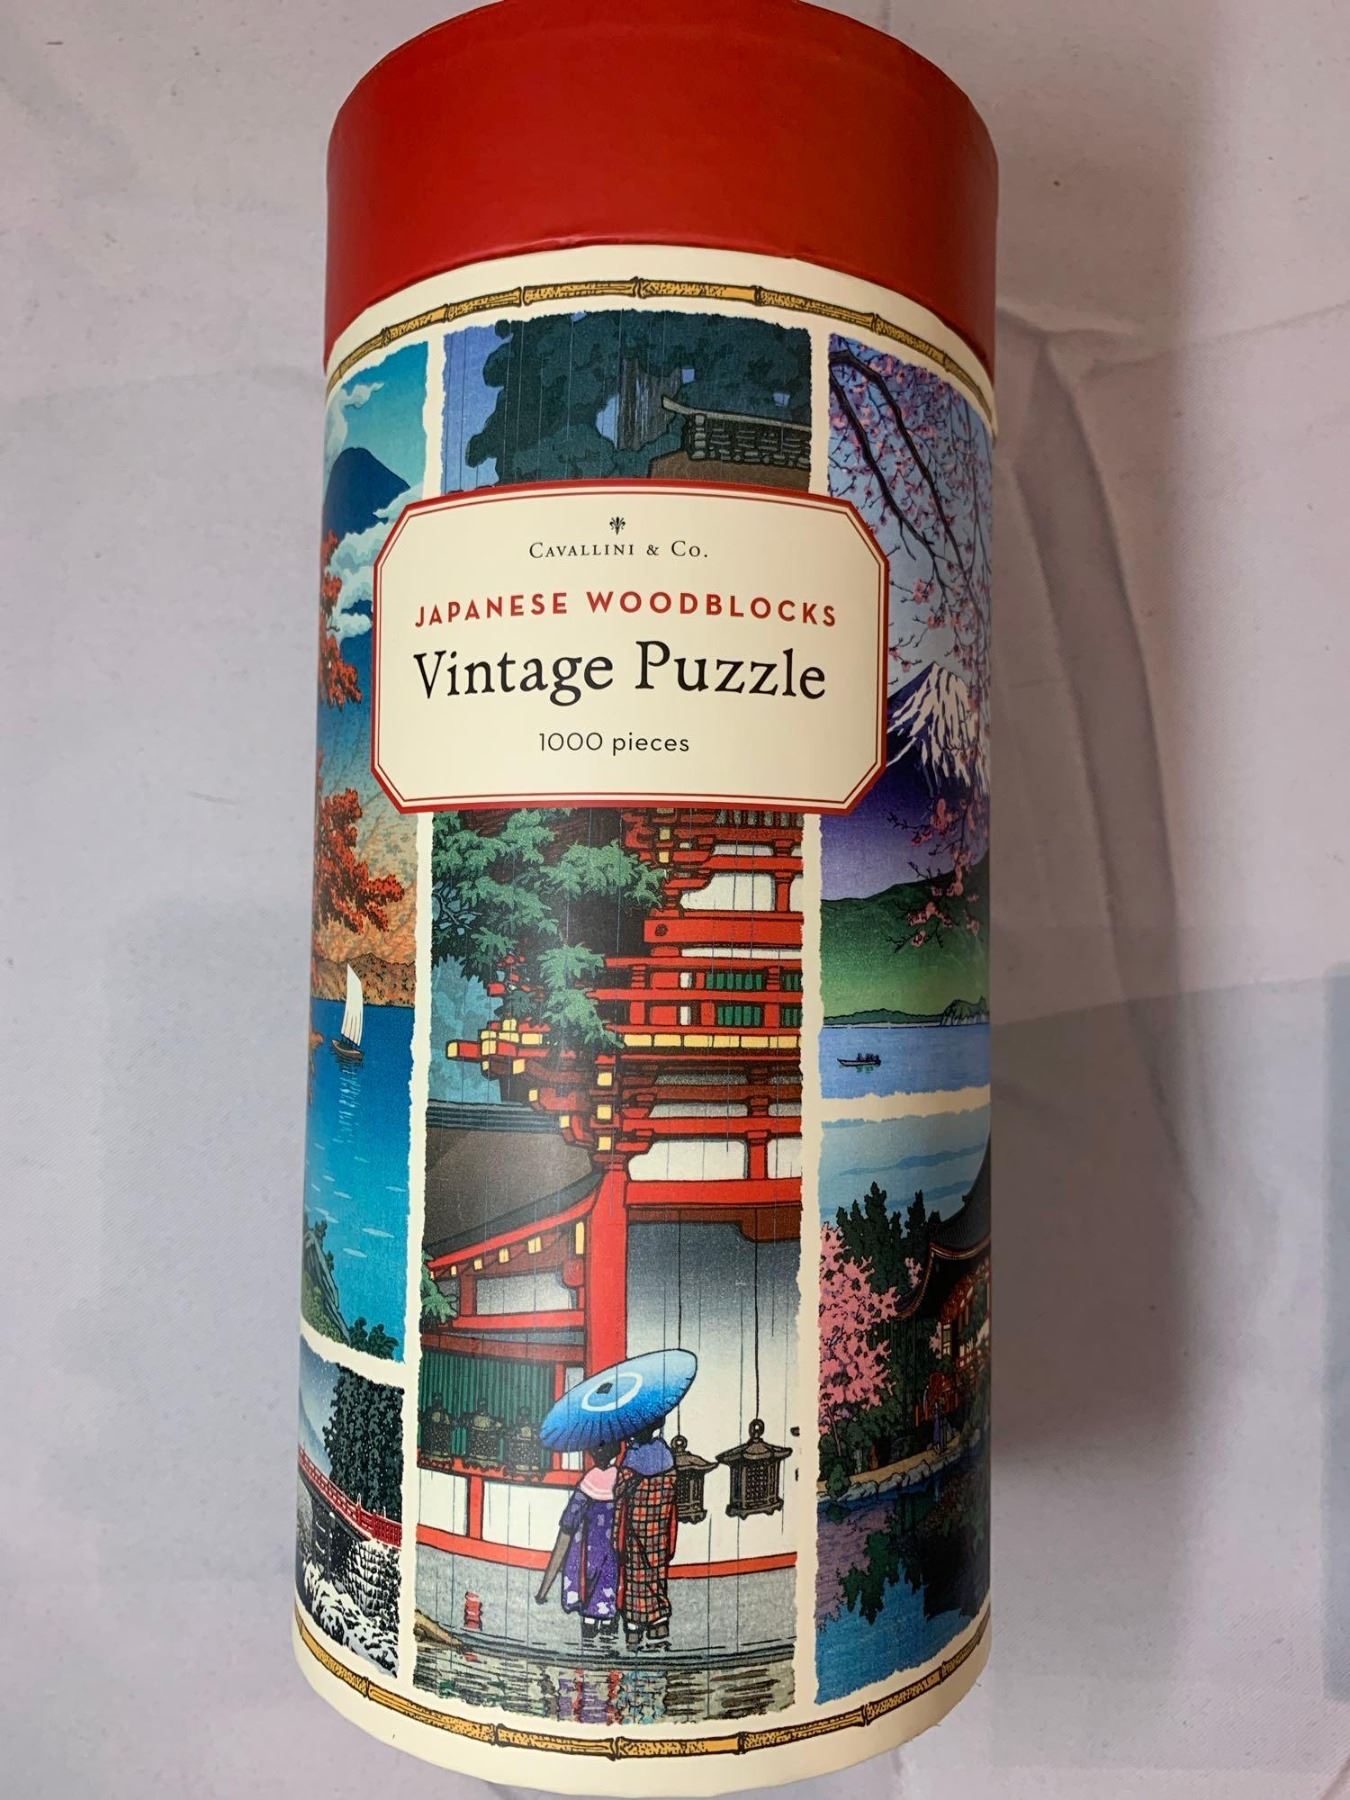 Cavallini & Co.
JAPANESE WOODBLOCKS
Vintage Puzzle
1000 pieces